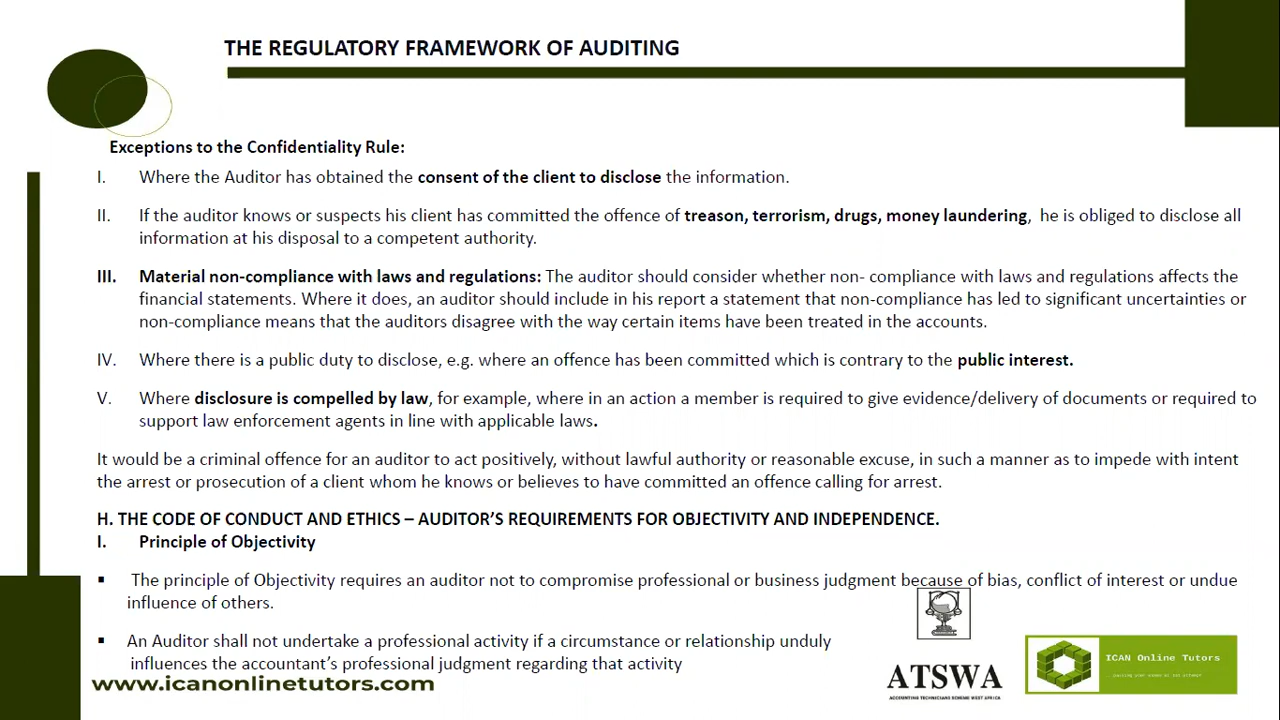 THE REGULATORY FRAMEWORK OF AUDITING
Exceptions to the Confidentiality Rule:
I. Where the Auditor has obtained the consent of the client to disclose the information.
II. If the auditor knows or suspects his client has committed the offence of treason, terrorism, drugs, money laundering, he is obliged to disclose all
information at his disposal to a competent authority.
III. Material non-compliance with laws and regulations: The auditor should consider whether non- compliance with laws and regulations affects the
financial statements. Where it does, an auditor should include in his report a statement that non-compliance has led to significant uncertainties or
non-compliance means that the auditors disagree with the way certain items have been treated in the accounts.
IV. Where there is a public duty to disclose, e.g. where an offence has been committed which is contrary to the public interest.
V. Where disclosure is compelled by law, for example, where in an action a member is required to give evidence/delivery of documents or required to
support law enforcement agents in line with applicable laws.
It would be a criminal offence for an auditor to act positively, without lawful authority or reasonable excuse, in such a manner as to impede with intent
the arrest or prosecution of a client whom he knows or believes to have committed an offence calling for arrest.
H. THE CODE OF CONDUCT AND ETHICS – AUDITOR'S REQUIREMENTS FOR OBJECTIVITY AND INDEPENDENCE.
I. Principle of Objectivity
▪ The principle of Objectivity requires an auditor not to compromise professional or business judgment because of bias, conflict of interest or undue
influence of others.
▪ An Auditor shall not undertake a professional activity if a circumstance or relationship unduly
influences the accountant's professional judgment regarding that activity
www.icanonlinetutors.com
ATSWA
ACCOUNTING TECHNICIANS SCHEME WEST AFRICA
ICAN Online Tutors